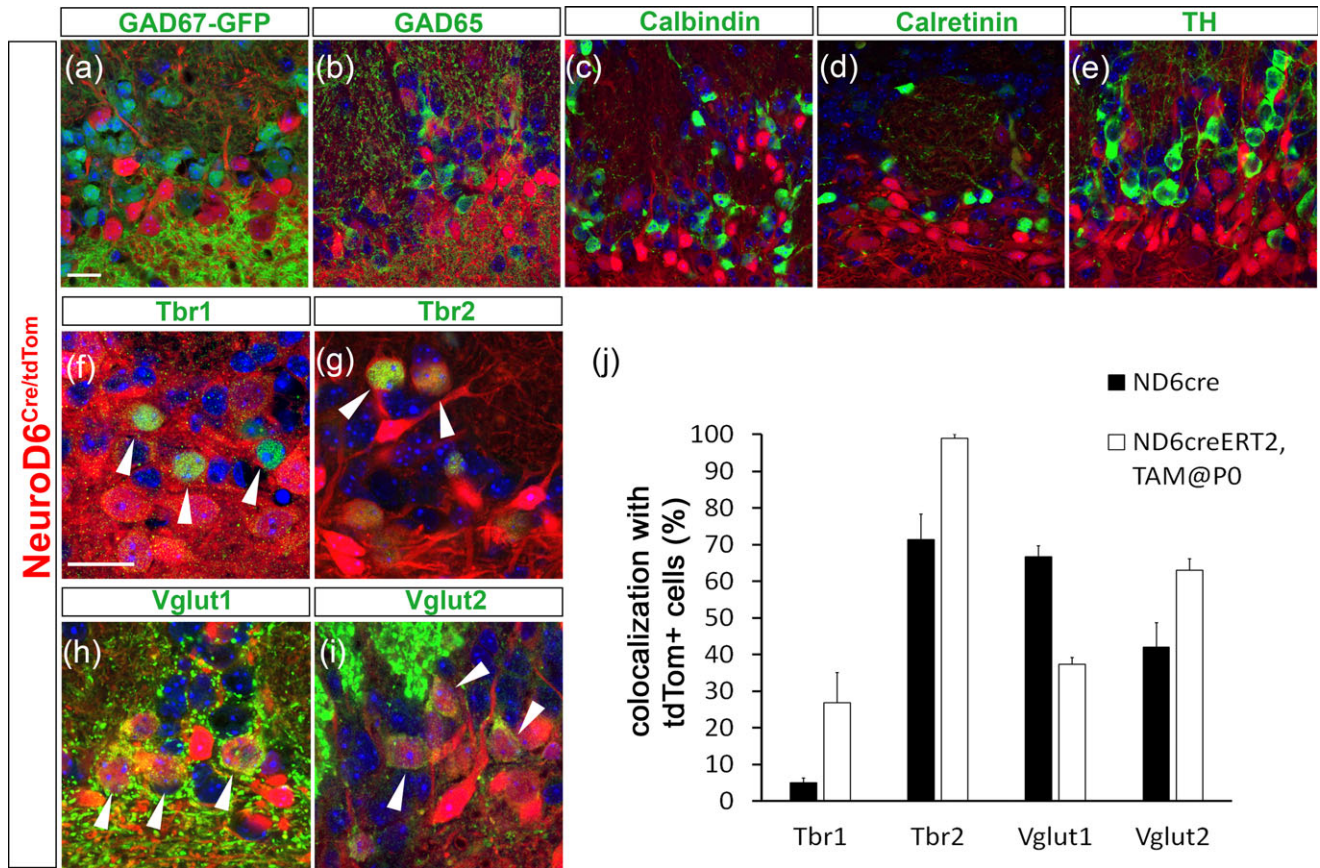 GAD67-GFP
GAD65
Calbindin
Calretinin
TH
(a)
(b)
(c)
(d)
(e)
NeuroD6Cre/tdTom
Tbr1
Tbr2
(f)
(g)
Vglut1
Vglut2
(h)
(i)
(j)
ND6cre
ND6creERT2,
TAM@P0
colocalization with
tdTom+ cells (%)
100
90
80
70
60
50
40
30
20
10
0
Tbr1
Tbr2
Vglut1
Vglut2